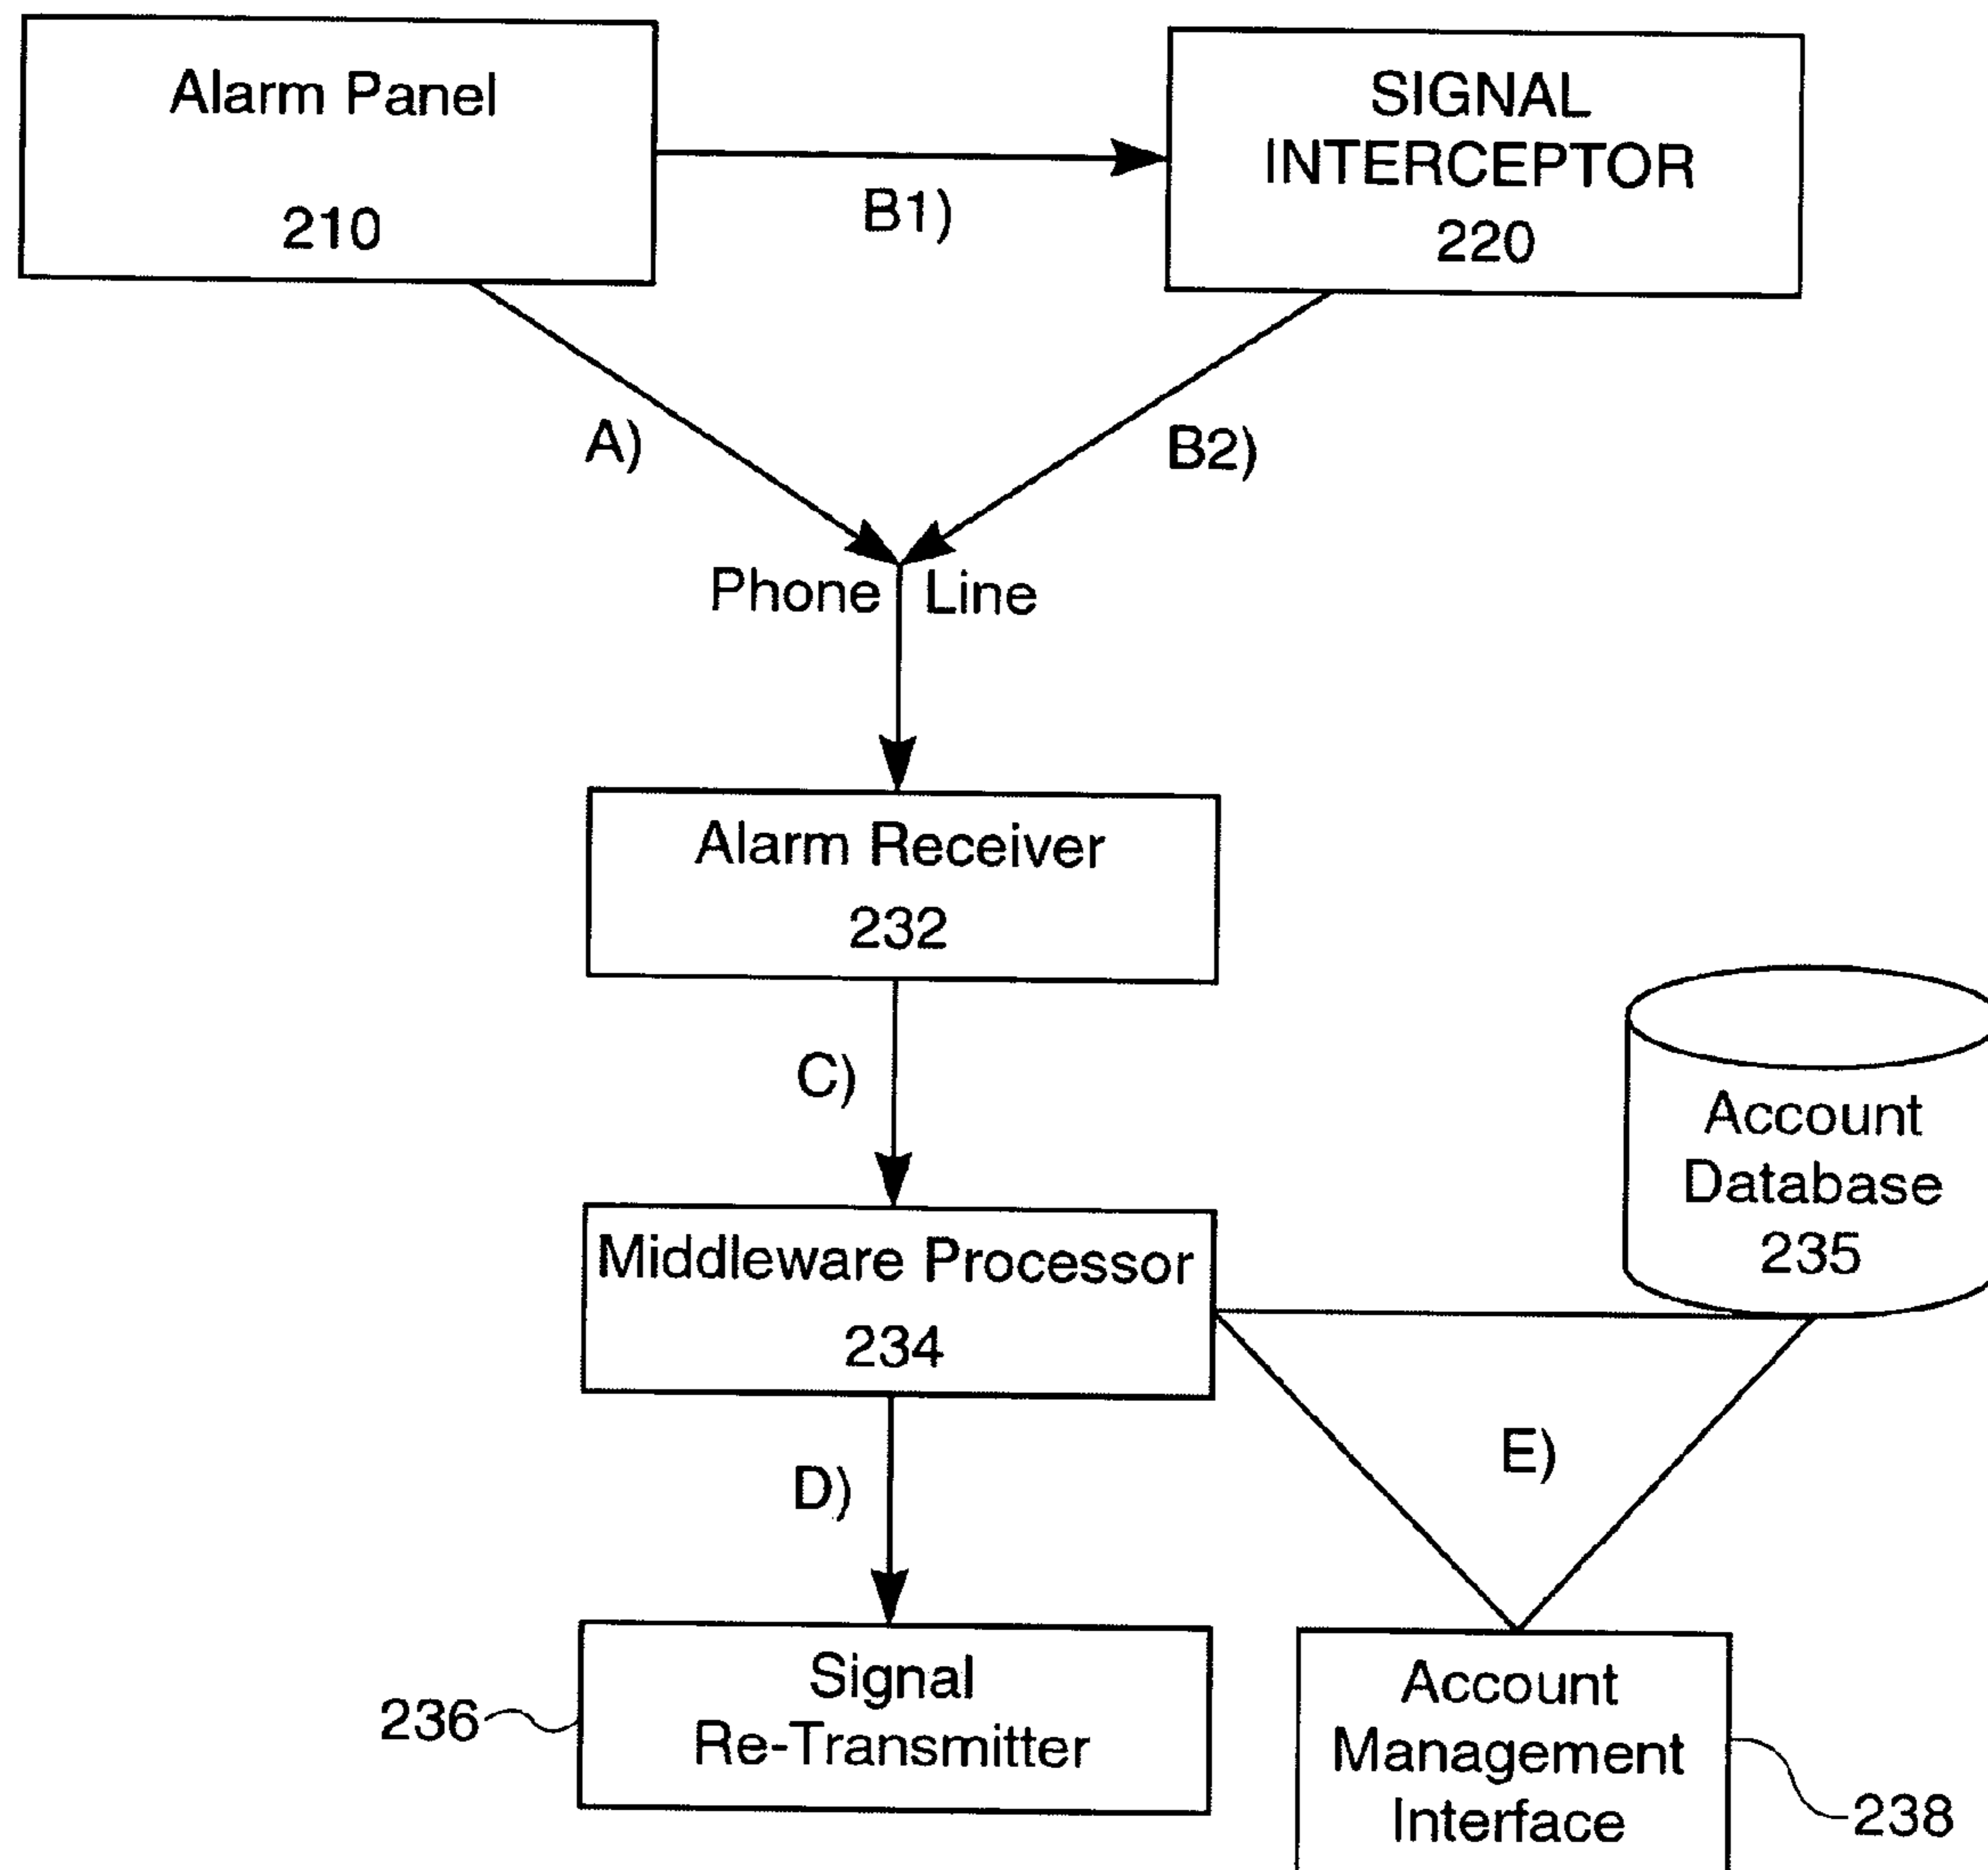 Alarm Panel
210
SIGNAL
INTERCEPTOR
220
B1)
A)
B2)
Phone Line
Alarm Receiver
232
C)
Account
Database
235
Middleware Processor
234
D)
E)
Signal
Re-Transmitter
236
Account
Management
Interface
238